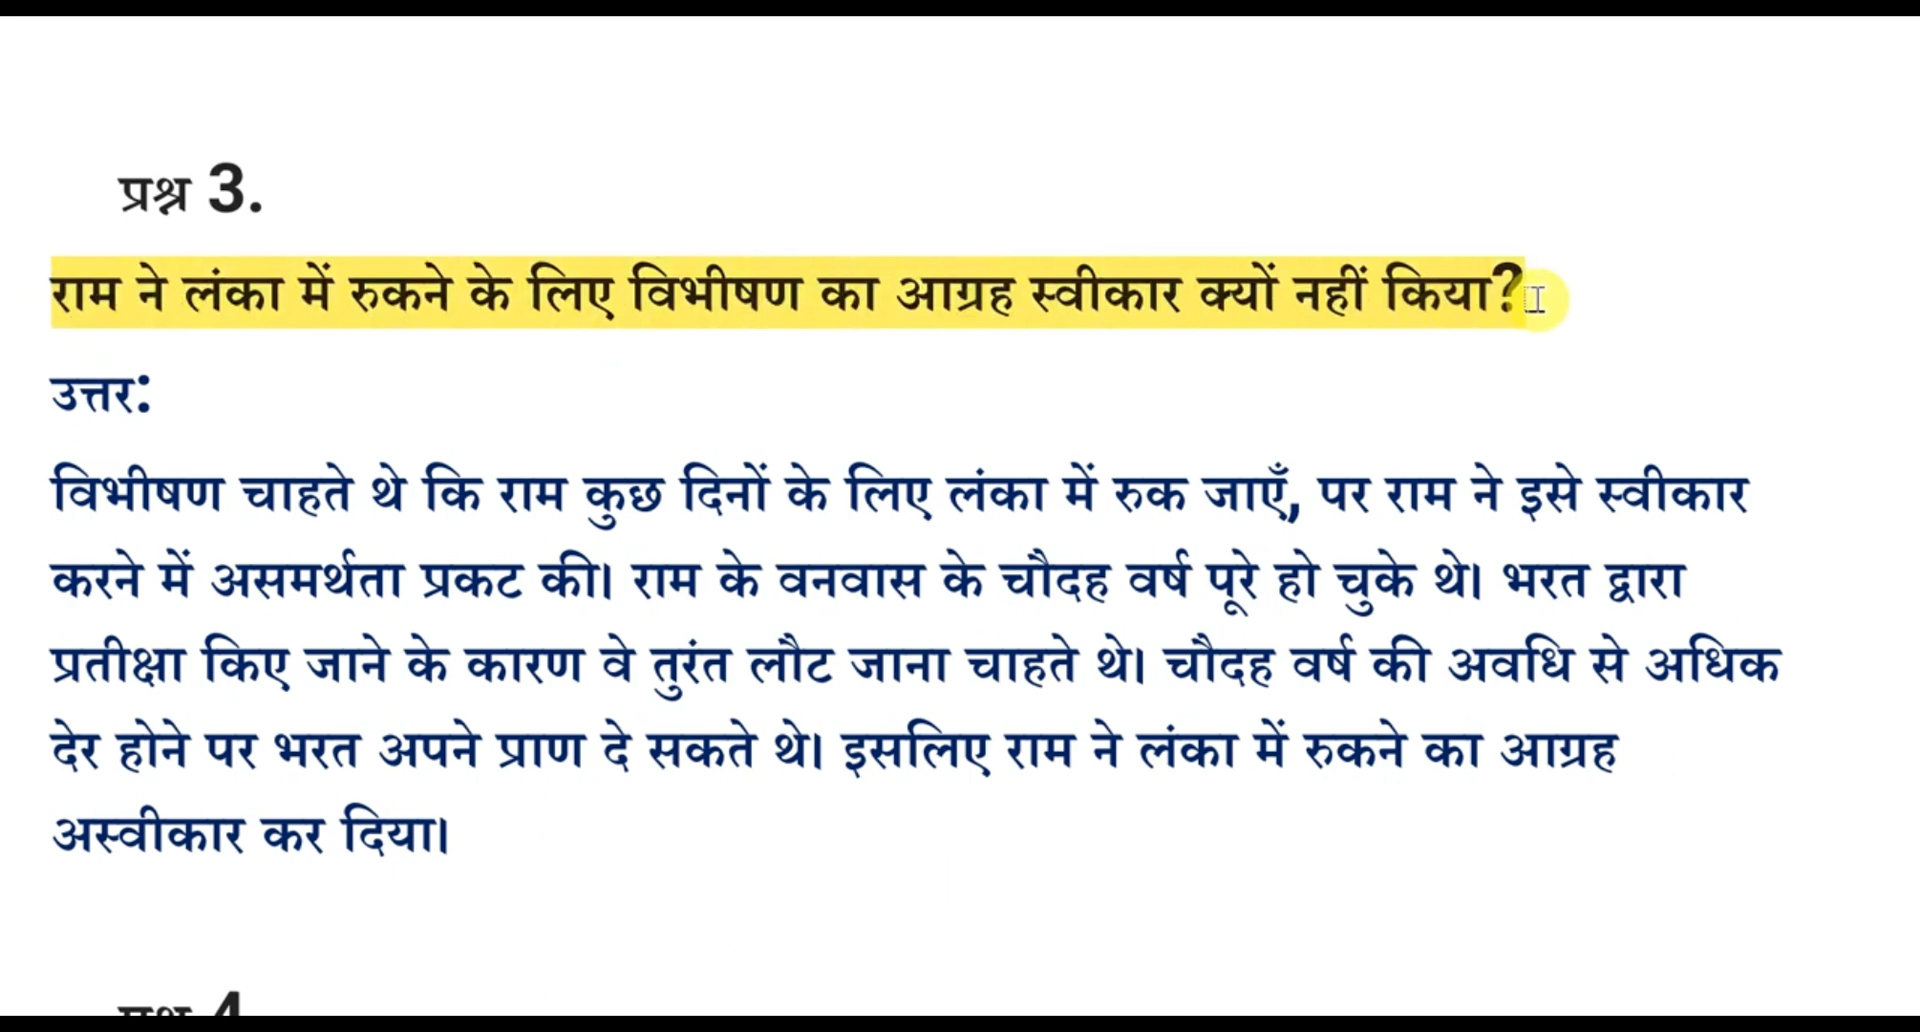 प्रश्न 3.
राम ने लंका में रुकने के लिए विभीषण का आग्रह स्वीकार क्यों नहीं किया?
उत्तर:
विभीषण चाहते थे कि राम कुछ दिनों के लिए लंका में रुक जाएँ, पर राम ने इसे स्वीकार
करने में असमर्थता प्रकट की। राम के वनवास के चौदह वर्ष पूरे हो चुके थे। भरत द्वारा
प्रतीक्षा किए जाने के कारण वे तुरंत लौट जाना चाहते थे। चौदह वर्ष की अवधि से अधिक
देर होने पर भरत अपने प्राण दे सकते थे। इसलिए राम ने लंका में रुकने का आग्रह
अस्वीकार कर दिया।
प्रश्न 4